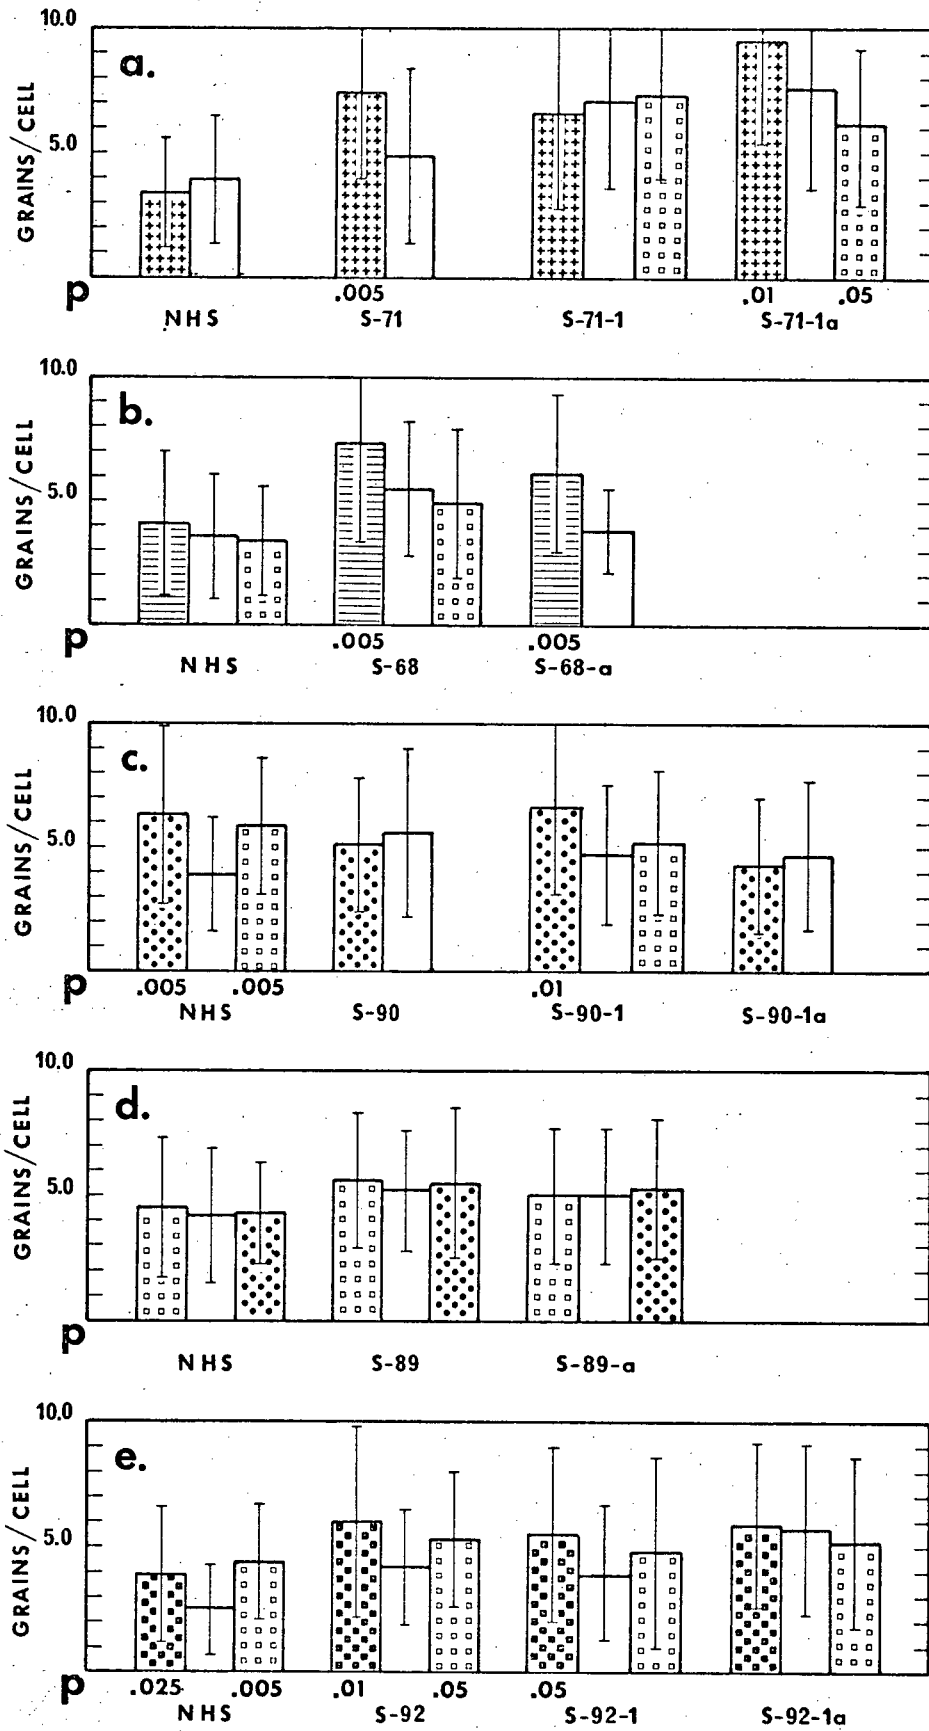 10.0
a.
GRAINS/CELL
5.0
p .005 .01 .05
NHS S-71 S-71-1 S-71-1a
10.0
b.
GRAINS/CELL
5.0
p .005 .005
NHS S-68 S-68-a
10.0
c.
GRAINS/CELL
5.0
p .005 .005 .01
NHS S-90 S-90-1 S-90-1a
10.0
d.
GRAINS/CELL
5.0
p
NHS S-89 S-89-a
10.0
e.
GRAINS/CELL
5.0
p .025 .005 .01 .05 .05
NHS S-92 S-92-1 S-92-1a